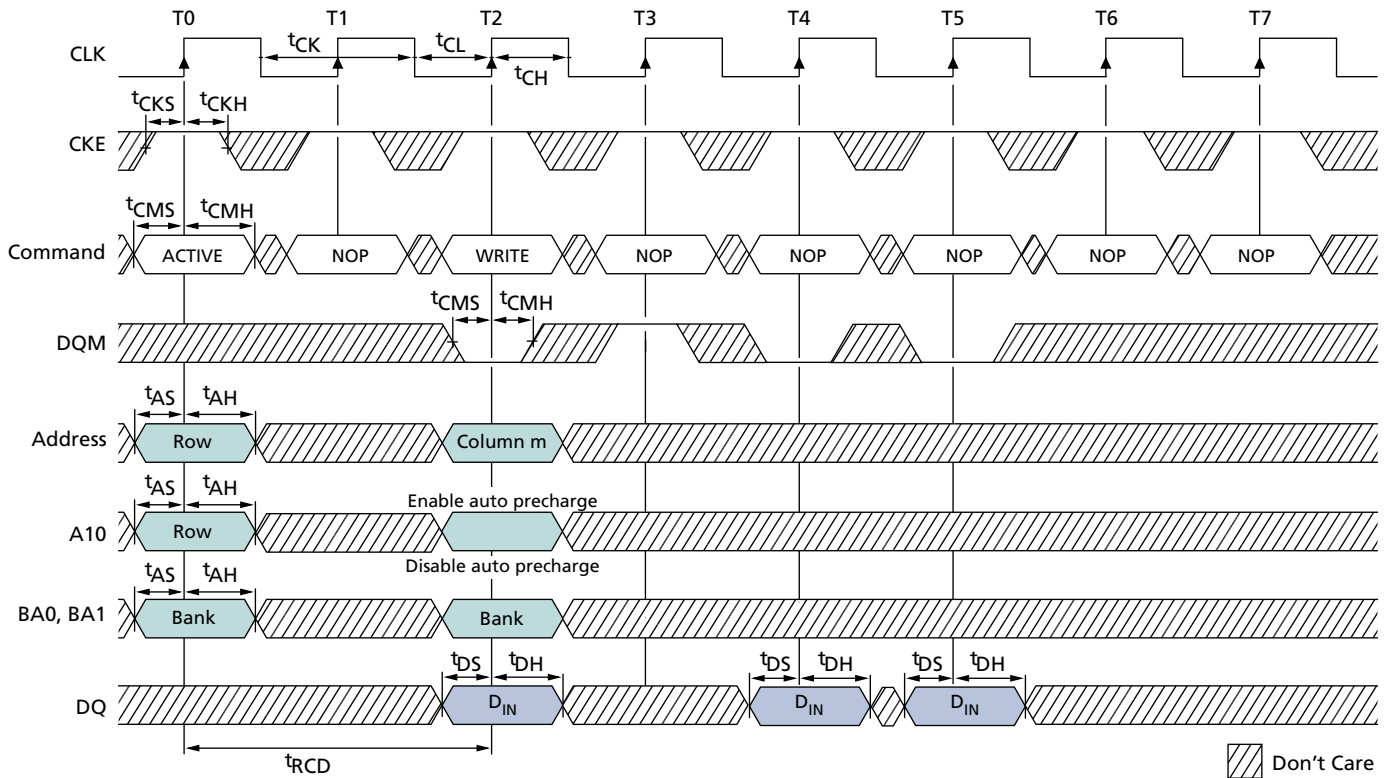 T0 T1 T2 T3 T4 T5 T6 T7
CLK
tCK tCL
tCH
tCKS tCKH
CKE
tCMS tCMH
Command ACTIVE NOP WRITE NOP NOP NOP NOP NOP
tCMS tCMH
DQM
tAS tAH
Address Row Column m
tAS tAH
Enable auto precharge
A10 Row
Disable auto precharge
tAS tAH
BA0, BA1 Bank Bank
tDS tDH tDS tDH tDS tDH
DQ DIN DIN DIN
tRCD
Don't Care